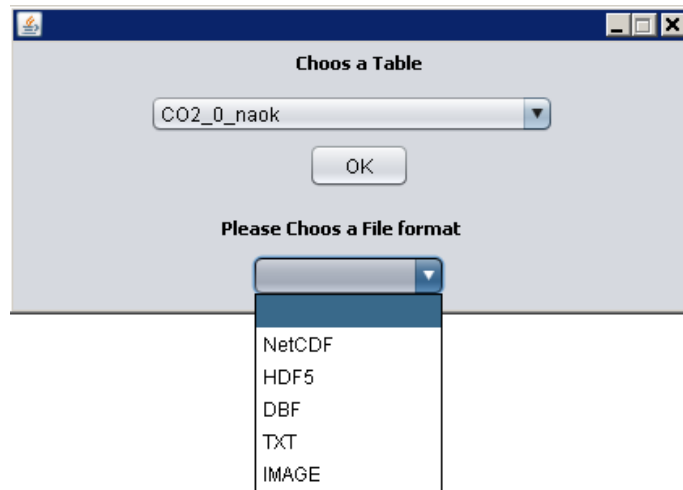 Choos a Table
CO2_0_naok
OK
Please Choos a File format
NetCDF
HDF5
DBF
TXT
IMAGE